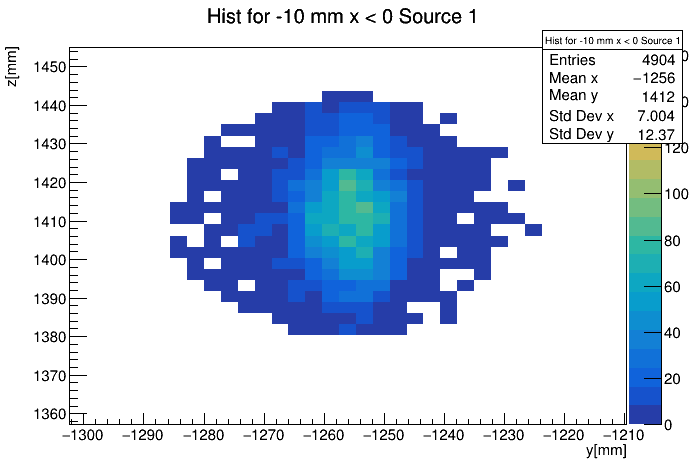 Hist for -10 mm x < 0 Source 1
Hist for -10 mm x < 0 Source 1
Entries 4904
Mean x −1256
Mean y 1412
Std Dev x 7.004
Std Dev y 12.37
z[mm]
1450
1440
1430
1420
1410
1400
1390
1380
1370
1360
−1300 −1290 −1280 −1270 −1260 −1250 −1240 −1230 −1220 −1210
y[mm]
120
100
80
60
40
20
0